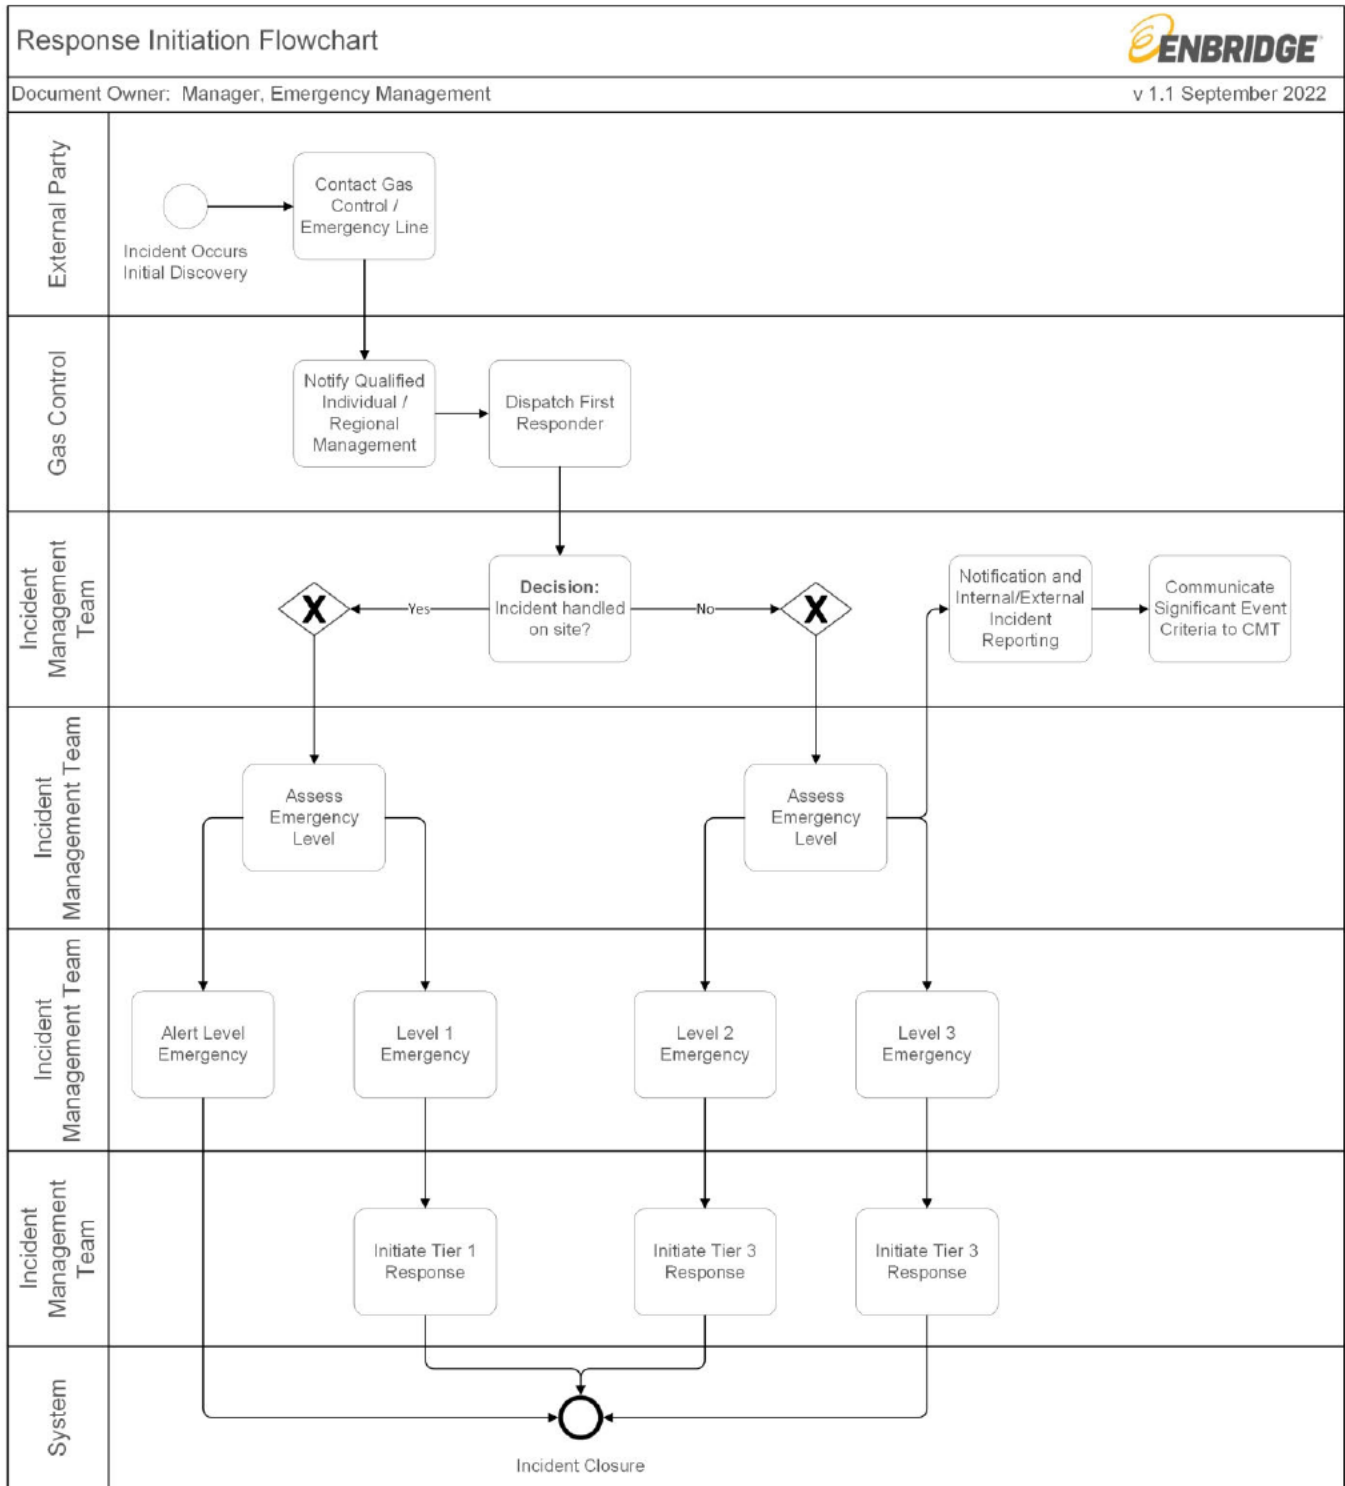 Response Initiation Flowchart
ENBRIDGE
Document Owner: Manager, Emergency Management
v 1.1 September 2022
External Party
Incident Occurs
Initial Discovery
Contact Gas
Control /
Emergency Line
Gas Control
Notify Qualified
Individual /
Regional
Management
Dispatch First
Responder
Incident
Management
Team
X
Yes
Decision:
Incident handled
on site?
No
X
Notification and
Internal/External
Incident
Reporting
Communicate
Significant Event
Criteria to CMT
Incident
Management Team
Assess
Emergency
Level
Assess
Emergency
Level
Incident
Management Team
Alert Level
Emergency
Level 1
Emergency
Level 2
Emergency
Level 3
Emergency
Incident
Management
Team
Initiate Tier 1
Response
Initiate Tier 3
Response
Initiate Tier 3
Response
System
Incident Closure